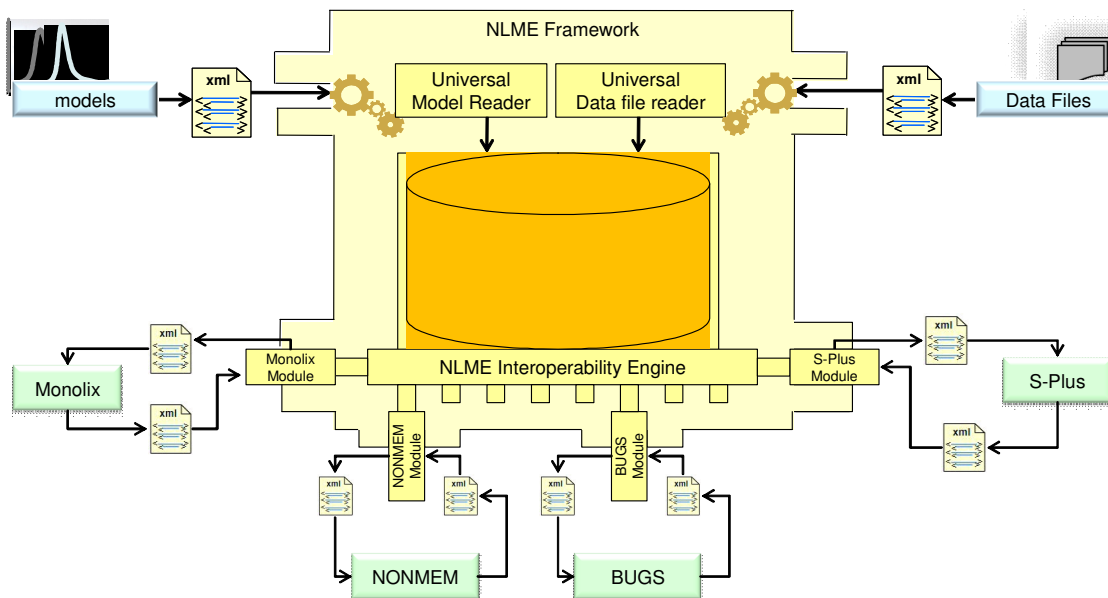 NLME Framework
xml
models
Universal
Model Reader
Universal
Data file reader
xml
Data Files
xml
Monolix
xml
Monolix
Module
NLME Interoperability Engine
S-Plus
Module
xml
S-Plus
xml
NONMEM
Module
BUGS
Module
xml
xml
xml
xml
NONMEM
BUGS